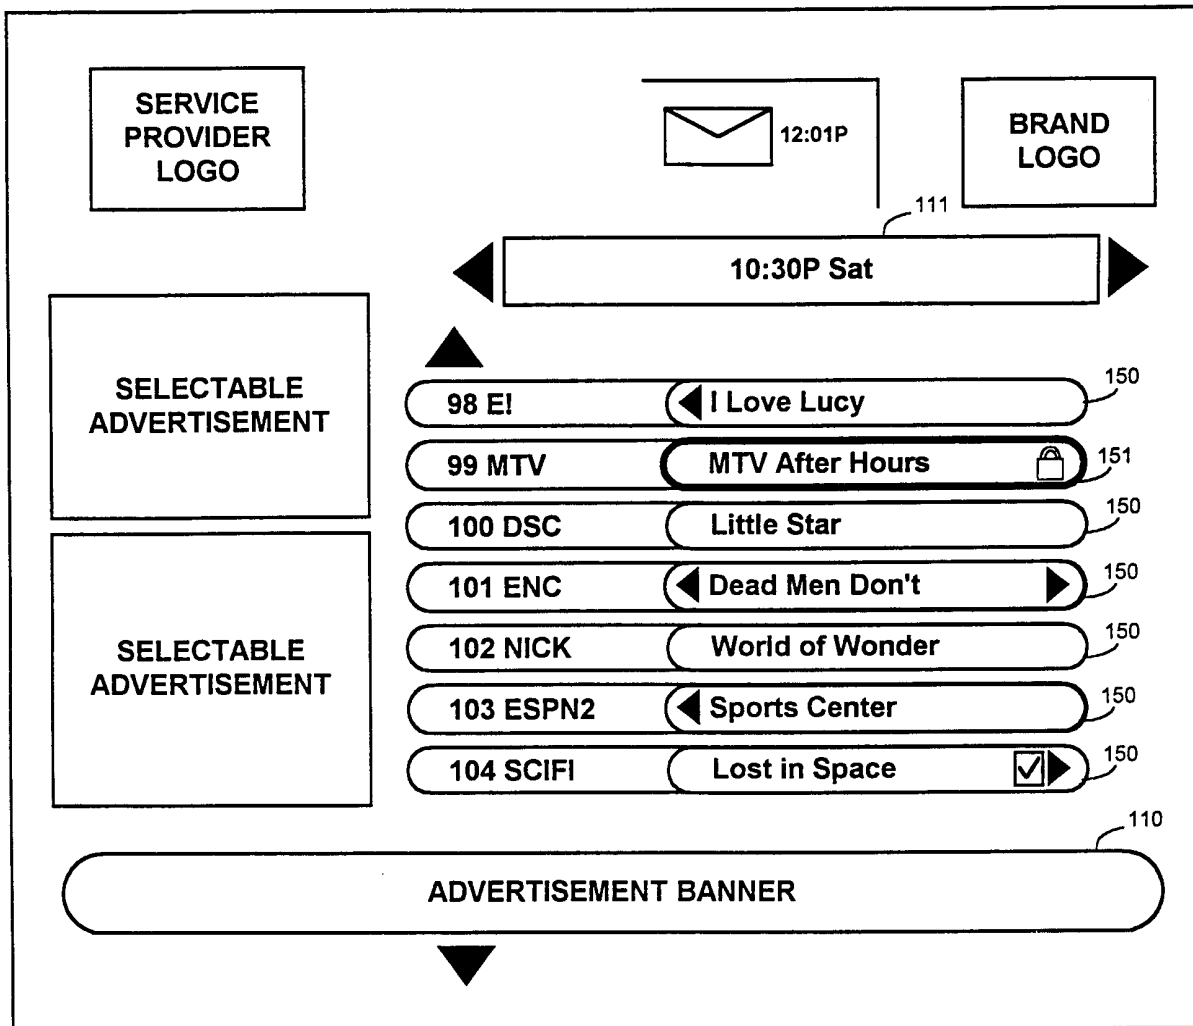 SERVICE
PROVIDER
LOGO
12:01P
BRAND
LOGO
111
10:30P Sat
SELECTABLE
ADVERTISEMENT
98 E! I Love Lucy 150
99 MTV MTV After Hours 151
100 DSC Little Star 150
101 ENC Dead Men Don't 150
SELECTABLE
ADVERTISEMENT
102 NICK World of Wonder 150
103 ESPN2 Sports Center 150
104 SCIFI Lost in Space 150
110
ADVERTISEMENT BANNER